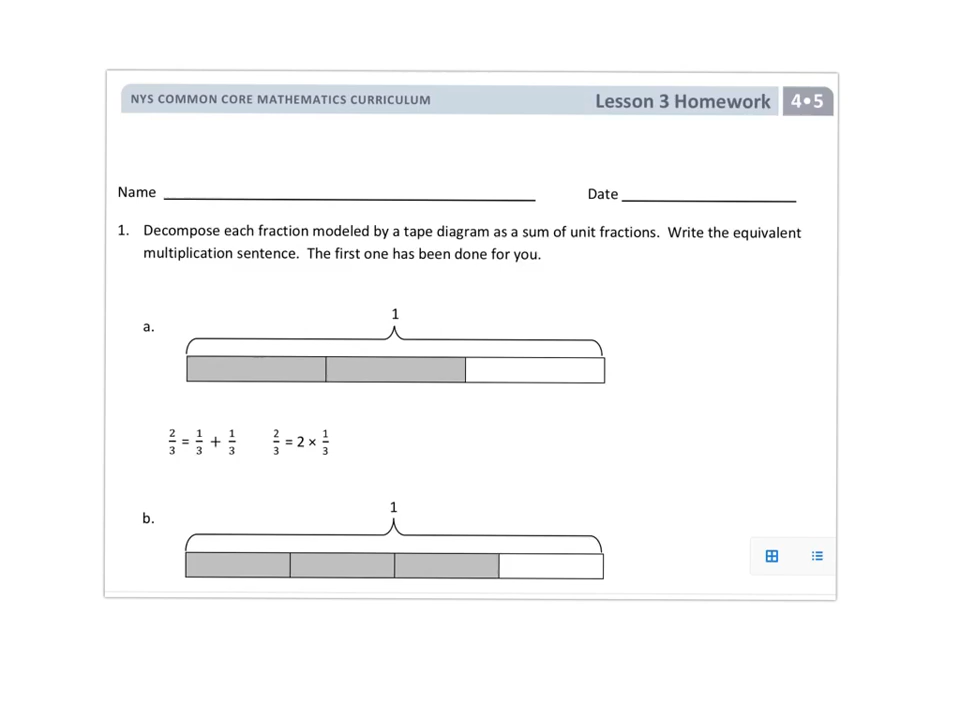 NYS COMMON CORE MATHEMATICS CURRICULUM Lesson 3 Homework 4•5
Name Date
1. Decompose each fraction modeled by a tape diagram as a sum of unit fractions. Write the equivalent
multiplication sentence. The first one has been done for you.
1
a.
2/3 = 1/3 + 1/3 2/3 = 2 × 1/3
1
b.